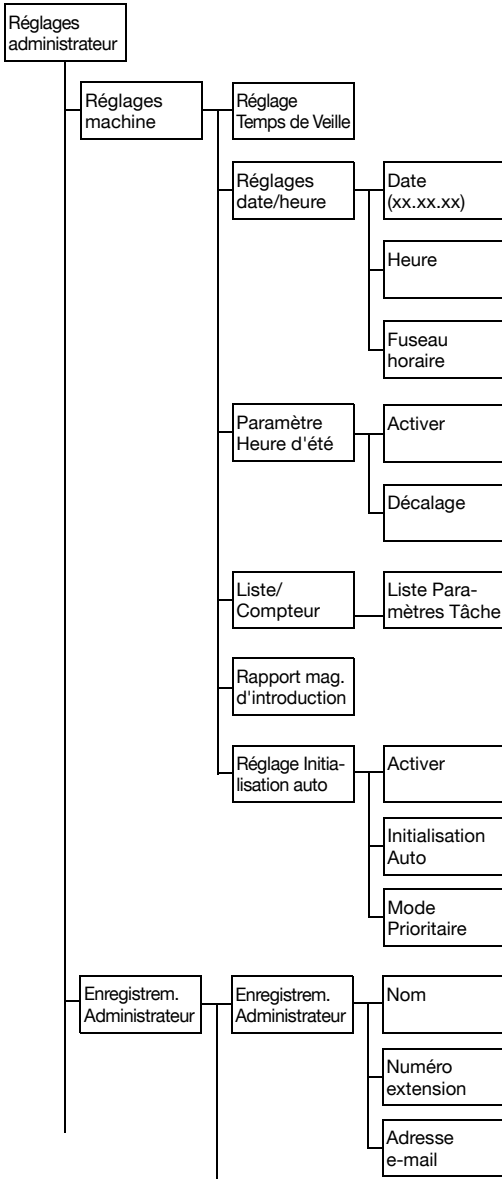 Réglages
administrateur
Réglages
machine
Réglage
Temps de Veille
Réglages
date/heure
Date
(xx.xx.xx)
Heure
Fuseau
horaire
Paramètre
Heure d'été
Activer
Décalage
Liste/
Compteur
Liste Para-
mètres Tâche
Rapport mag.
d'introduction
Réglage Initia-
lisation auto
Activer
Initialisation
Auto
Mode
Prioritaire
Enregistrem.
Administrateur
Enregistrem.
Administrateur
Nom
Numéro
extension
Adresse
e-mail